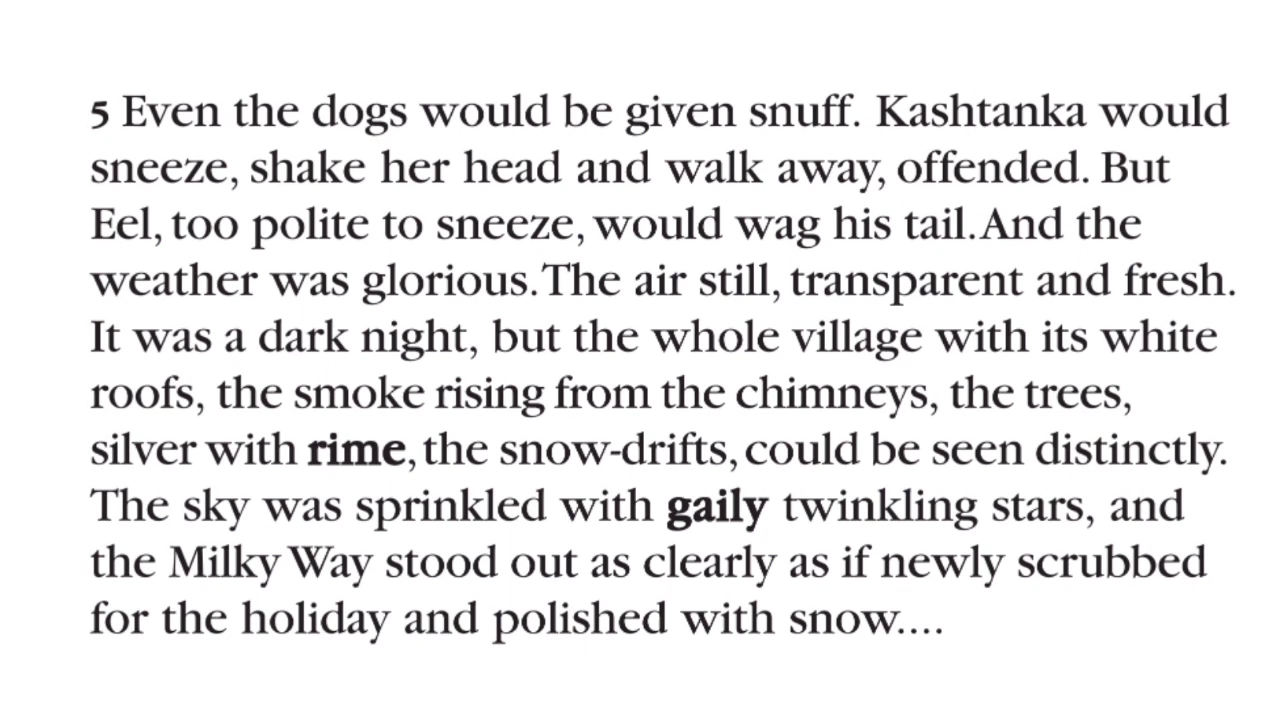 5 Even the dogs would be given snuff. Kashtanka would
sneeze, shake her head and walk away, offended. But
Eel, too polite to sneeze, would wag his tail. And the
weather was glorious. The air still, transparent and fresh.
It was a dark night, but the whole village with its white
roofs, the smoke rising from the chimneys, the trees,
silver with rime, the snow-drifts, could be seen distinctly.
The sky was sprinkled with gaily twinkling stars, and
the Milky Way stood out as clearly as if newly scrubbed
for the holiday and polished with snow....